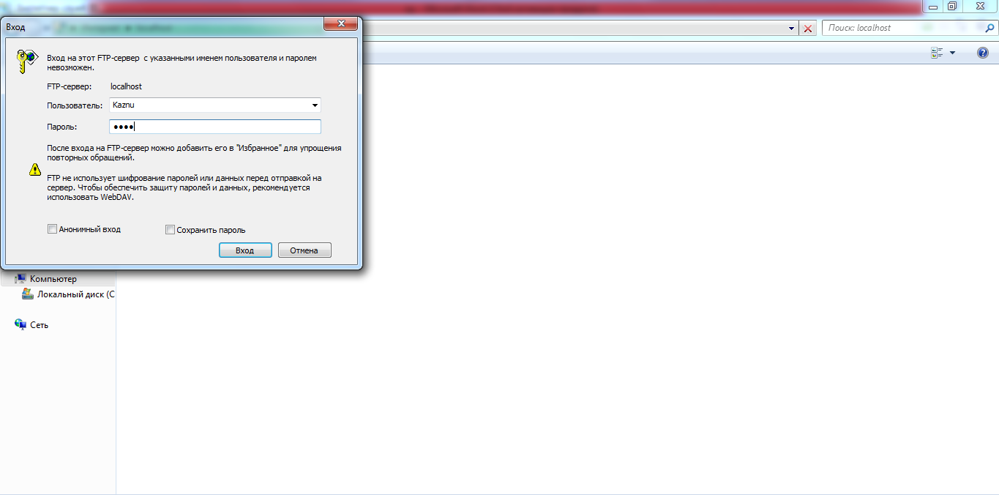 Вход
Поиск: localhost
Вход на этот FTP-сервер с указанными именем пользователя и паролем
невозможен.
FTP-сервер: localhost
Пользователь: Kaznu
Пароль: ••••
После входа на FTP-сервер можно добавить его в "Избранное" для упрощения
повторных обращений.
FTP не использует шифрование паролей или данных перед отправкой на
сервер. Чтобы обеспечить защиту паролей и данных, рекомендуется
использовать WebDAV.
Анонимный вход Сохранить пароль
Вход Отмена
Компьютер
Локальный диск (C
Сеть